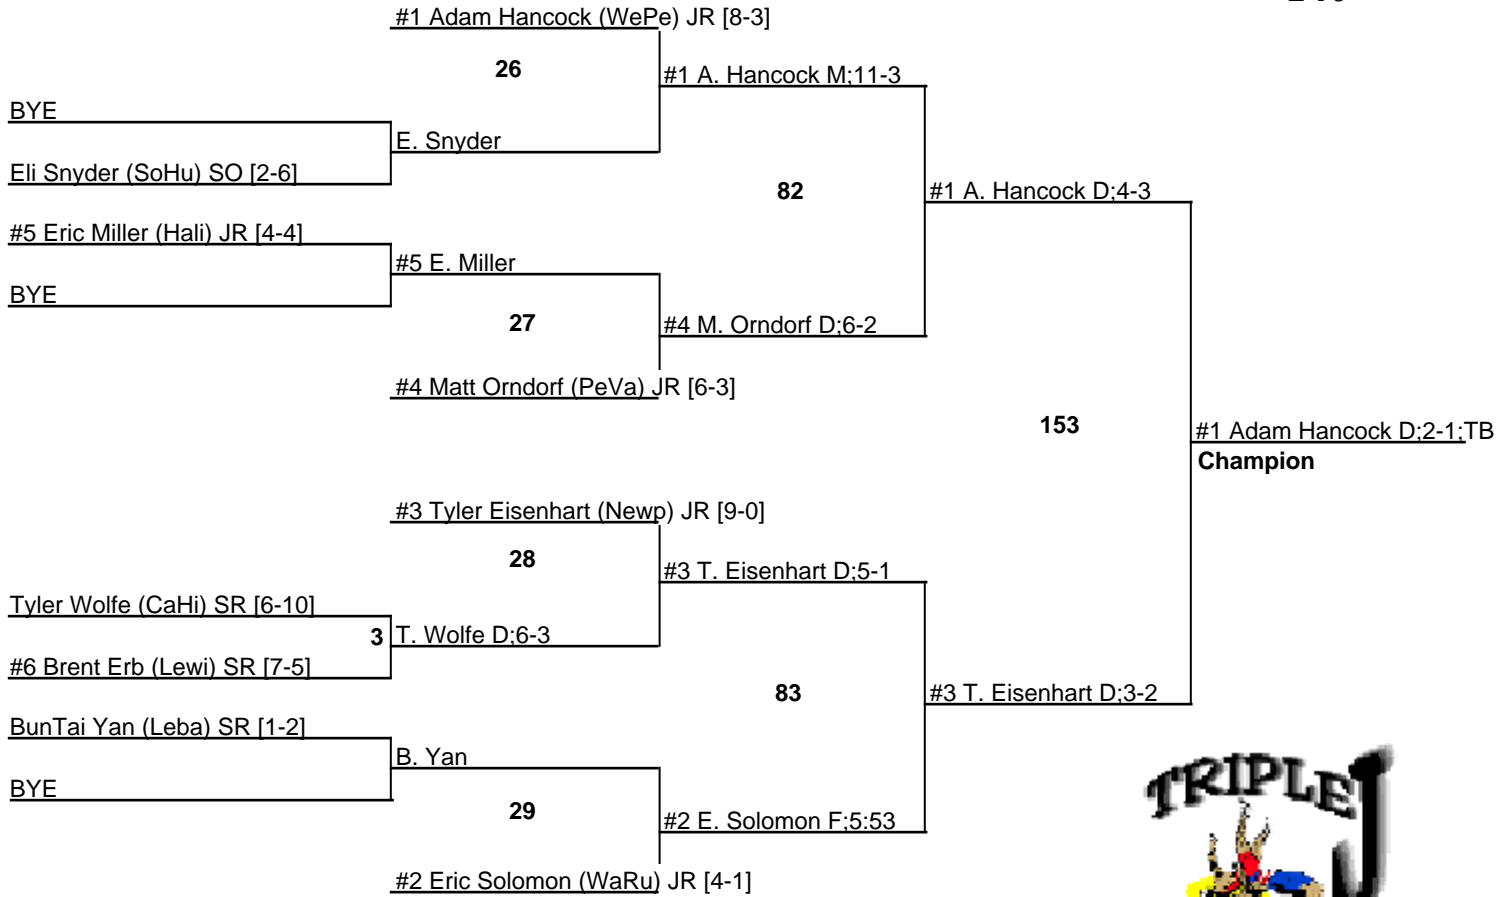 #1 Adam Hancock (WePe) JR [8-3]
26
#1 A. Hancock M;11-3
BYE
E. Snyder
Eli Snyder (SoHu) SO [2-6]
82
#1 A. Hancock D;4-3
#5 Eric Miller (Hali) JR [4-4]
#5 E. Miller
BYE
27
#4 M. Orndorf D;6-2
#4 Matt Orndorf (PeVa) JR [6-3]
153
#1 Adam Hancock D;2-1;TB
Champion
#3 Tyler Eisenhart (Newp) JR [9-0]
28
#3 T. Eisenhart D;5-1
Tyler Wolfe (CaHi) SR [6-10]
3
T. Wolfe D;6-3
#6 Brent Erb (Lewi) SR [7-5]
83
#3 T. Eisenhart D;3-2
BunTai Yan (Leba) SR [1-2]
B. Yan
BYE
29
#2 E. Solomon F;5:53
#2 Eric Solomon (WaRu) JR [4-1]
TRIPLE J